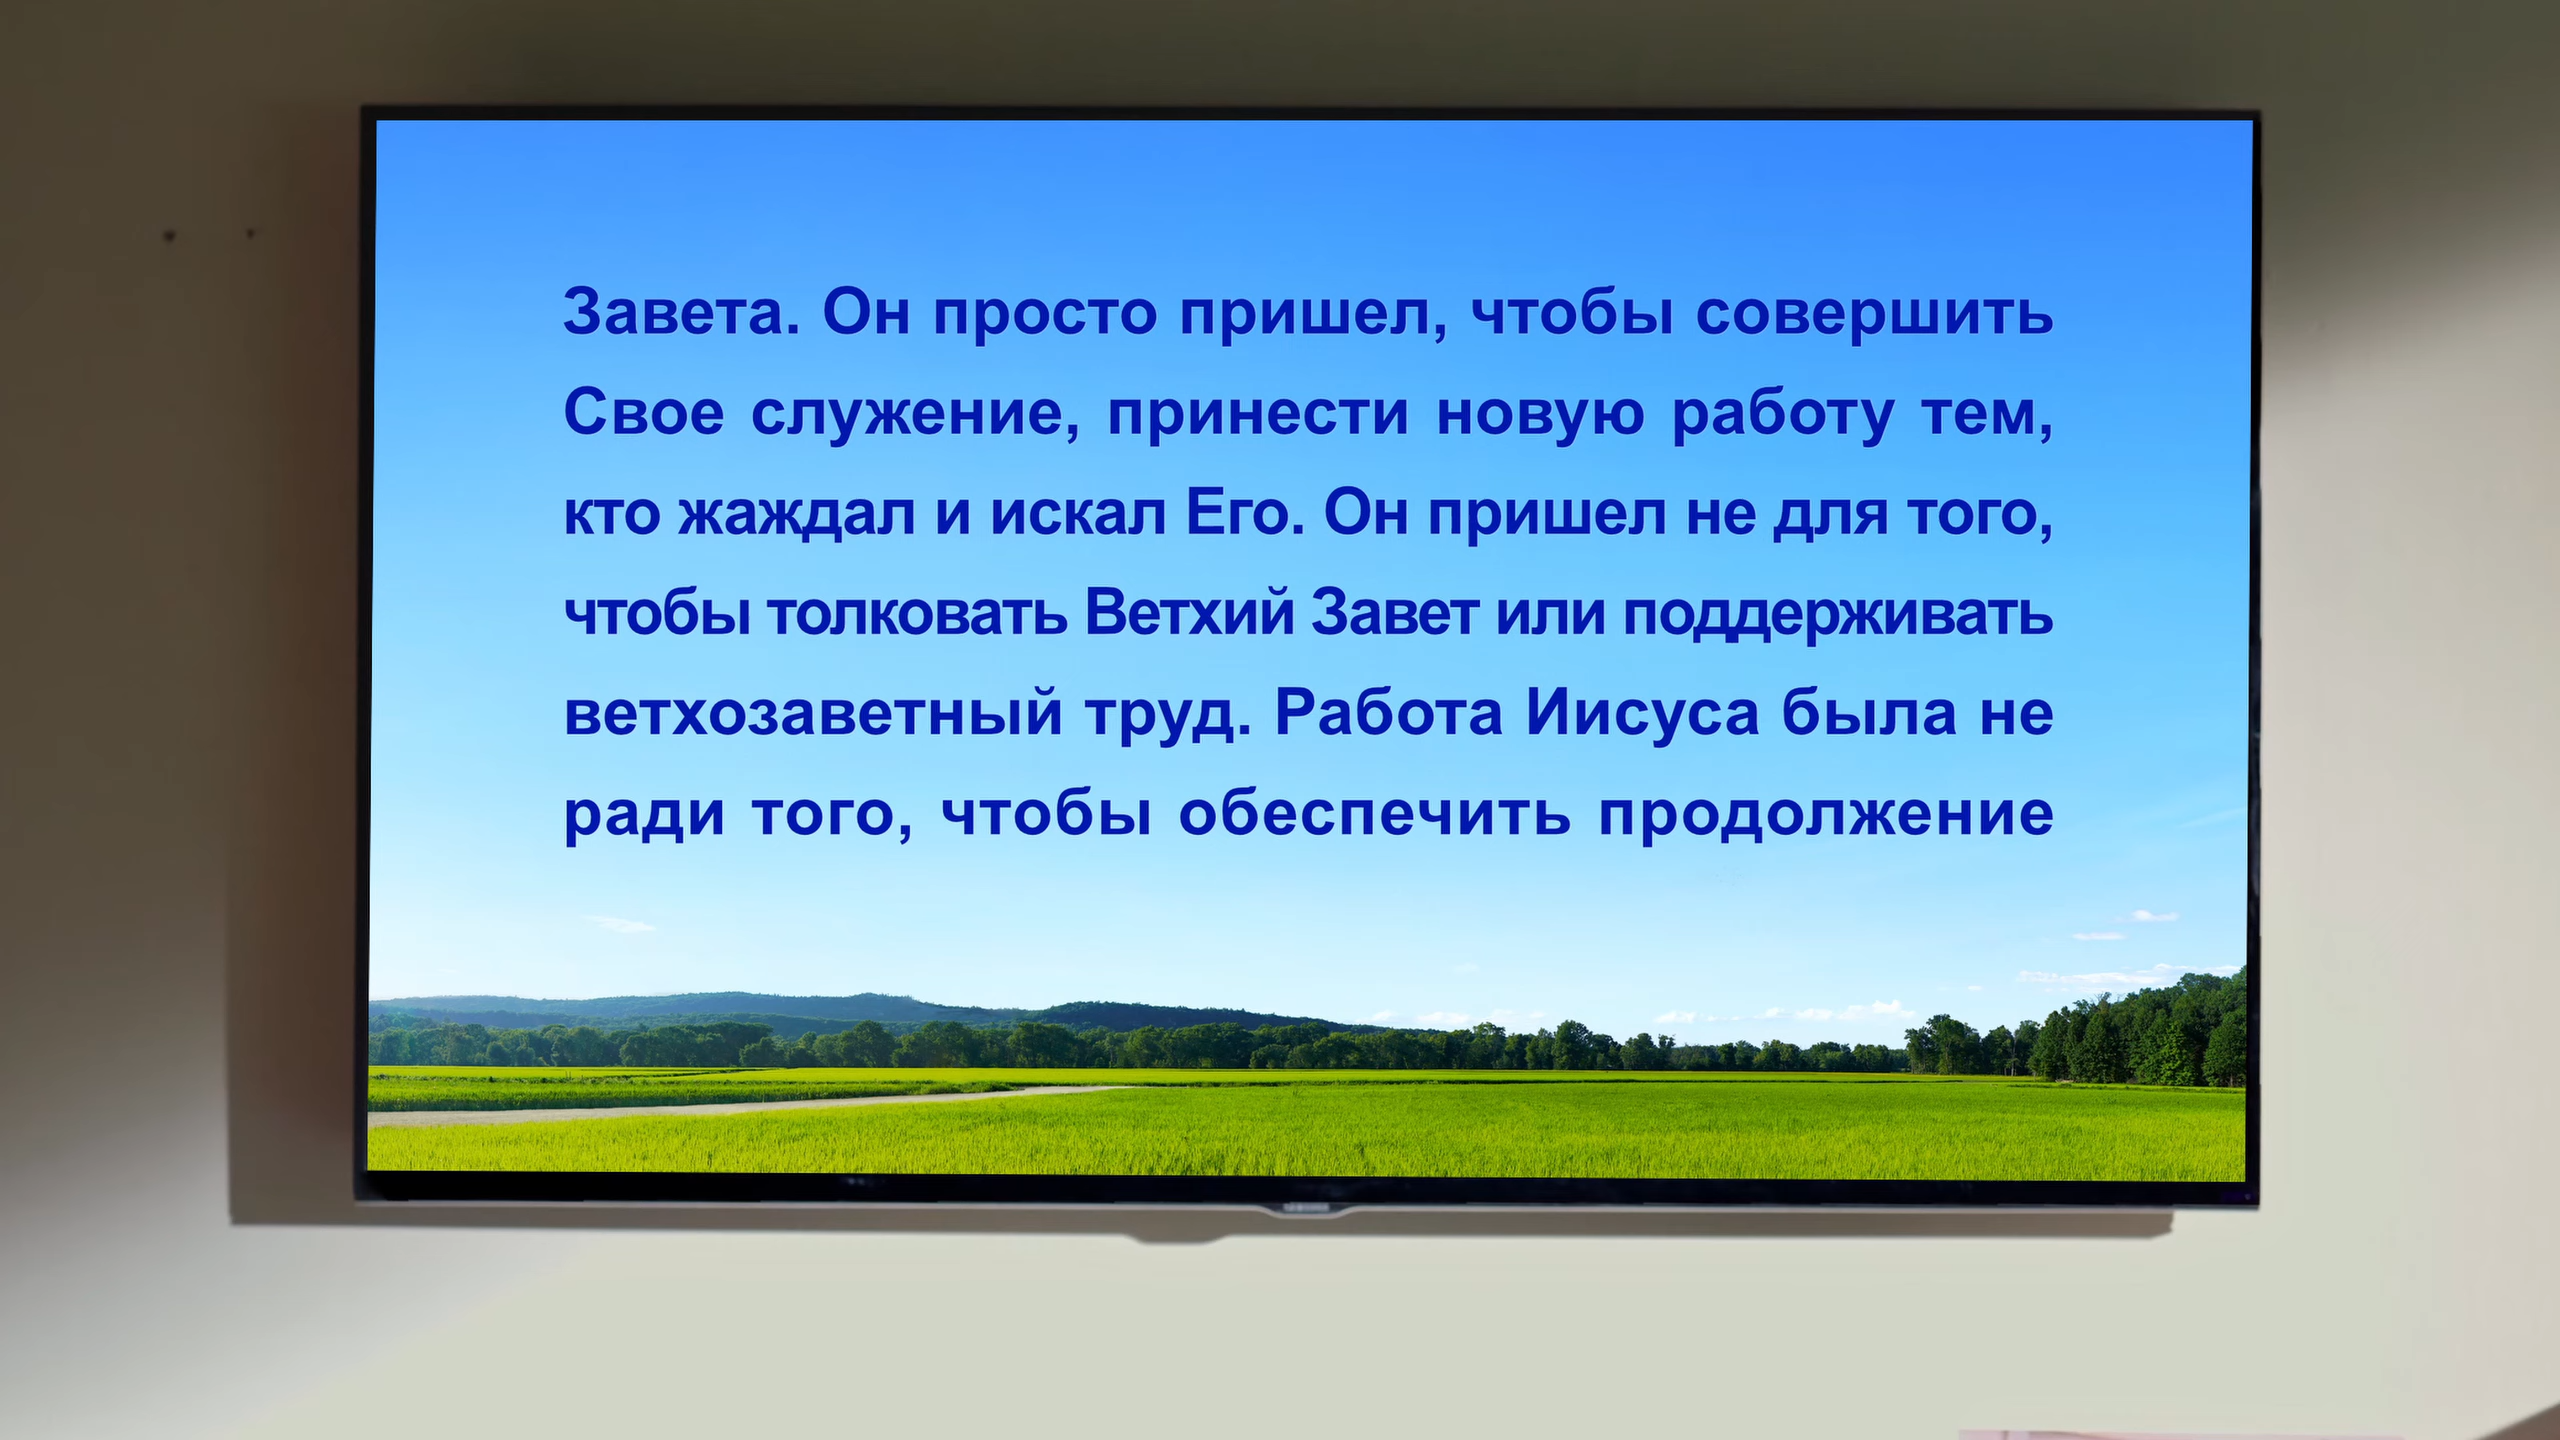 Завета. Он просто пришел, чтобы совершить
Свое служение, принести новую работу тем,
кто жаждал и искал Его. Он пришел не для того,
чтобы толковать Ветхий Завет или поддерживать
ветхозаветный труд. Работа Иисуса была не
ради того, чтобы обеспечить продолжение